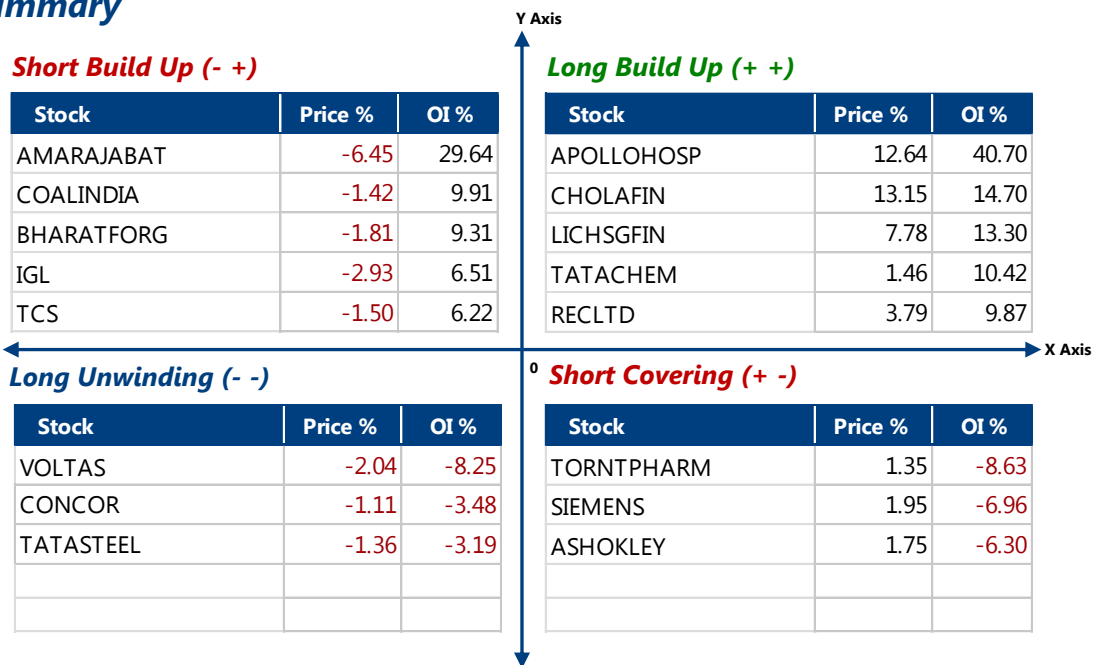 ummary
Y Axis
Short Build Up (- +)
Stock Price % OI %
AMARAJABAT -6.45 29.64
COALINDIA -1.42 9.91
BHARATFORG -1.81 9.31
IGL -2.93 6.51
TCS -1.50 6.22
Long Build Up (+ +)
Stock Price % OI %
APOLLOHOSP 12.64 40.70
CHOLAFIN 13.15 14.70
LICHSGFIN 7.78 13.30
TATACHEM 1.46 10.42
RECLTD 3.79 9.87
X Axis
0
Long Unwinding (- -)
Stock Price % OI %
VOLTAS -2.04 -8.25
CONCOR -1.11 -3.48
TATASTEEL -1.36 -3.19
Short Covering (+ -)
Stock Price % OI %
TORNTPHARM 1.35 -8.63
SIEMENS 1.95 -6.96
ASHOKLEY 1.75 -6.30